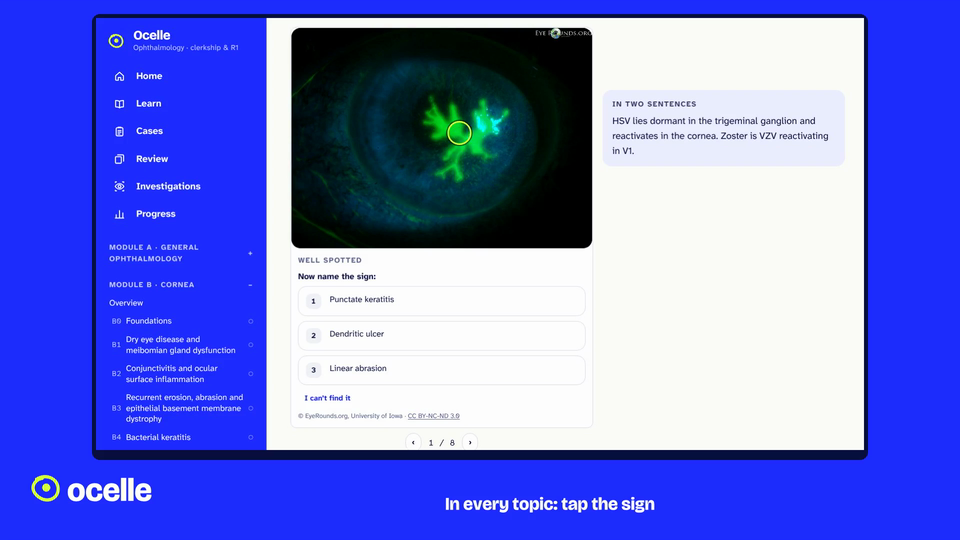 Ocelle
Ophthalmology · clerkship & R1
Home
Learn
Cases
Review
Investigations
Progress
MODULE A · GENERAL
OPHTHALMOLOGY
+
MODULE B · CORNEA
–
Overview
B0 Foundations
B1 Dry eye disease and
meibomian gland dysfunction
B2 Conjunctivitis and ocular
surface inflammation
B3 Recurrent erosion, abrasion and
epithelial basement membrane
dystrophy
B4 Bacterial keratitis
WELL SPOTTED
Now name the sign:
1 Punctate keratitis
2 Dendritic ulcer
3 Linear abrasion
I can't find it
© EyeRounds.org, University of Iowa · CC BY-NC-ND 3.0
‹ 1 / 8 ›
IN TWO SENTENCES
HSV lies dormant in the trigeminal ganglion and
reactivates in the cornea. Zoster is VZV reactivating
in V1.
ocelle
In every topic: tap the sign